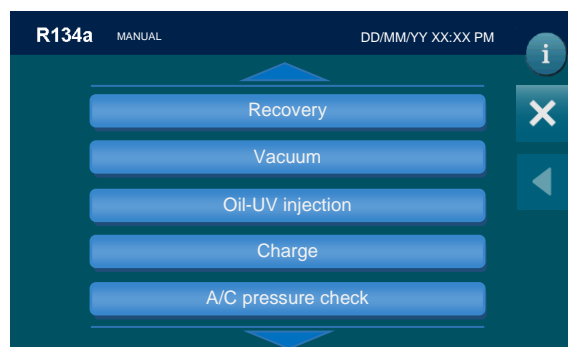 R134a MANUAL DD/MM/YY XX:XX PM
i
Recovery
Vacuum
Oil-UV injection
Charge
A/C pressure check